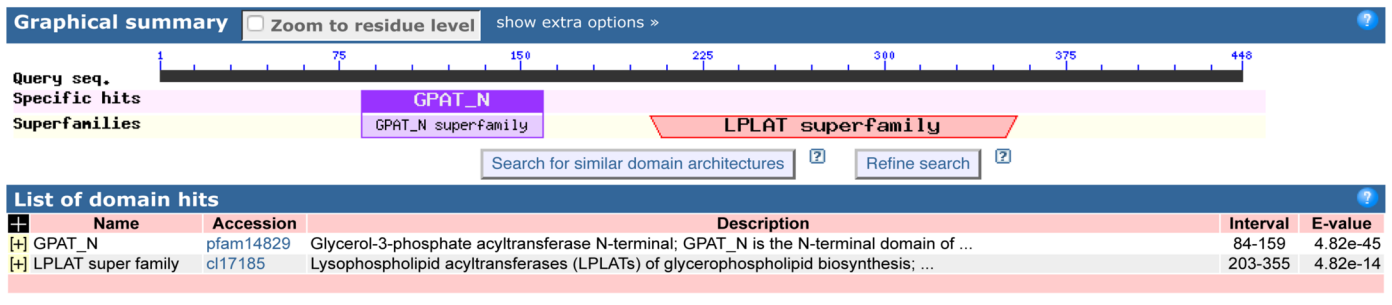 Graphical summary Zoom to residue level show extra options » ?
1 75 150 225 300 375 448
Query seq.
Specific hits GPAT_N
Superfamilies GPAT_N superfamily LPLAT superfamily
Search for similar domain architectures ? Refine search ?
List of domain hits ?
+ Name Accession Description Interval E-value
[+] GPAT_N pfam14829 Glycerol-3-phosphate acyltransferase N-terminal; GPAT_N is the N-terminal domain of ... 84-159 4.82e-45
[+] LPLAT super family cl17185 Lysophospholipid acyltransferases (LPLATs) of glycerophospholipid biosynthesis; ... 203-355 4.82e-14